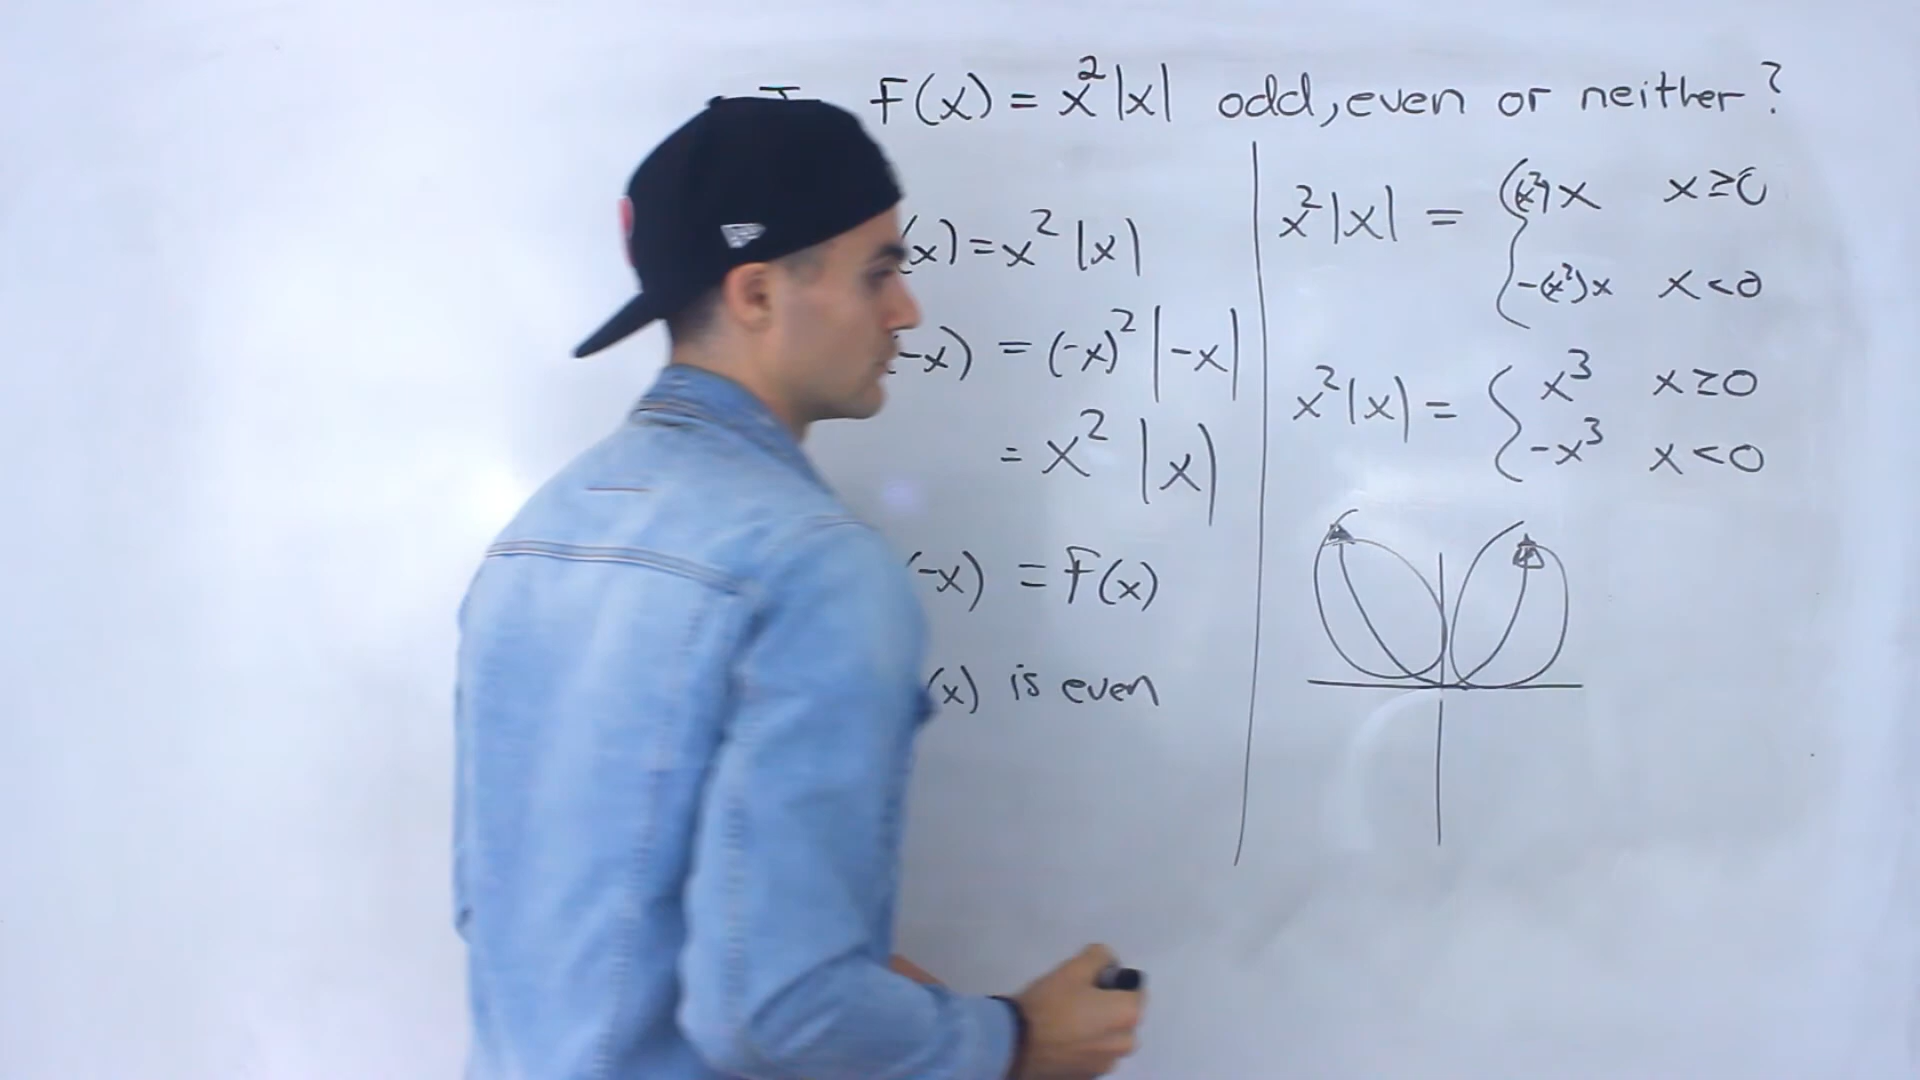 F(x) = x²|x| odd, even or neither?
(x) = x² |x|
-x) = (-x)² |-x|
= x² |x|
(-x) = F(x)
(x) is even
x²|x| = { (x²)x x ≥ 0
-(x²)x x < 0
x²|x| = { x³ x ≥ 0
-x³ x < 0